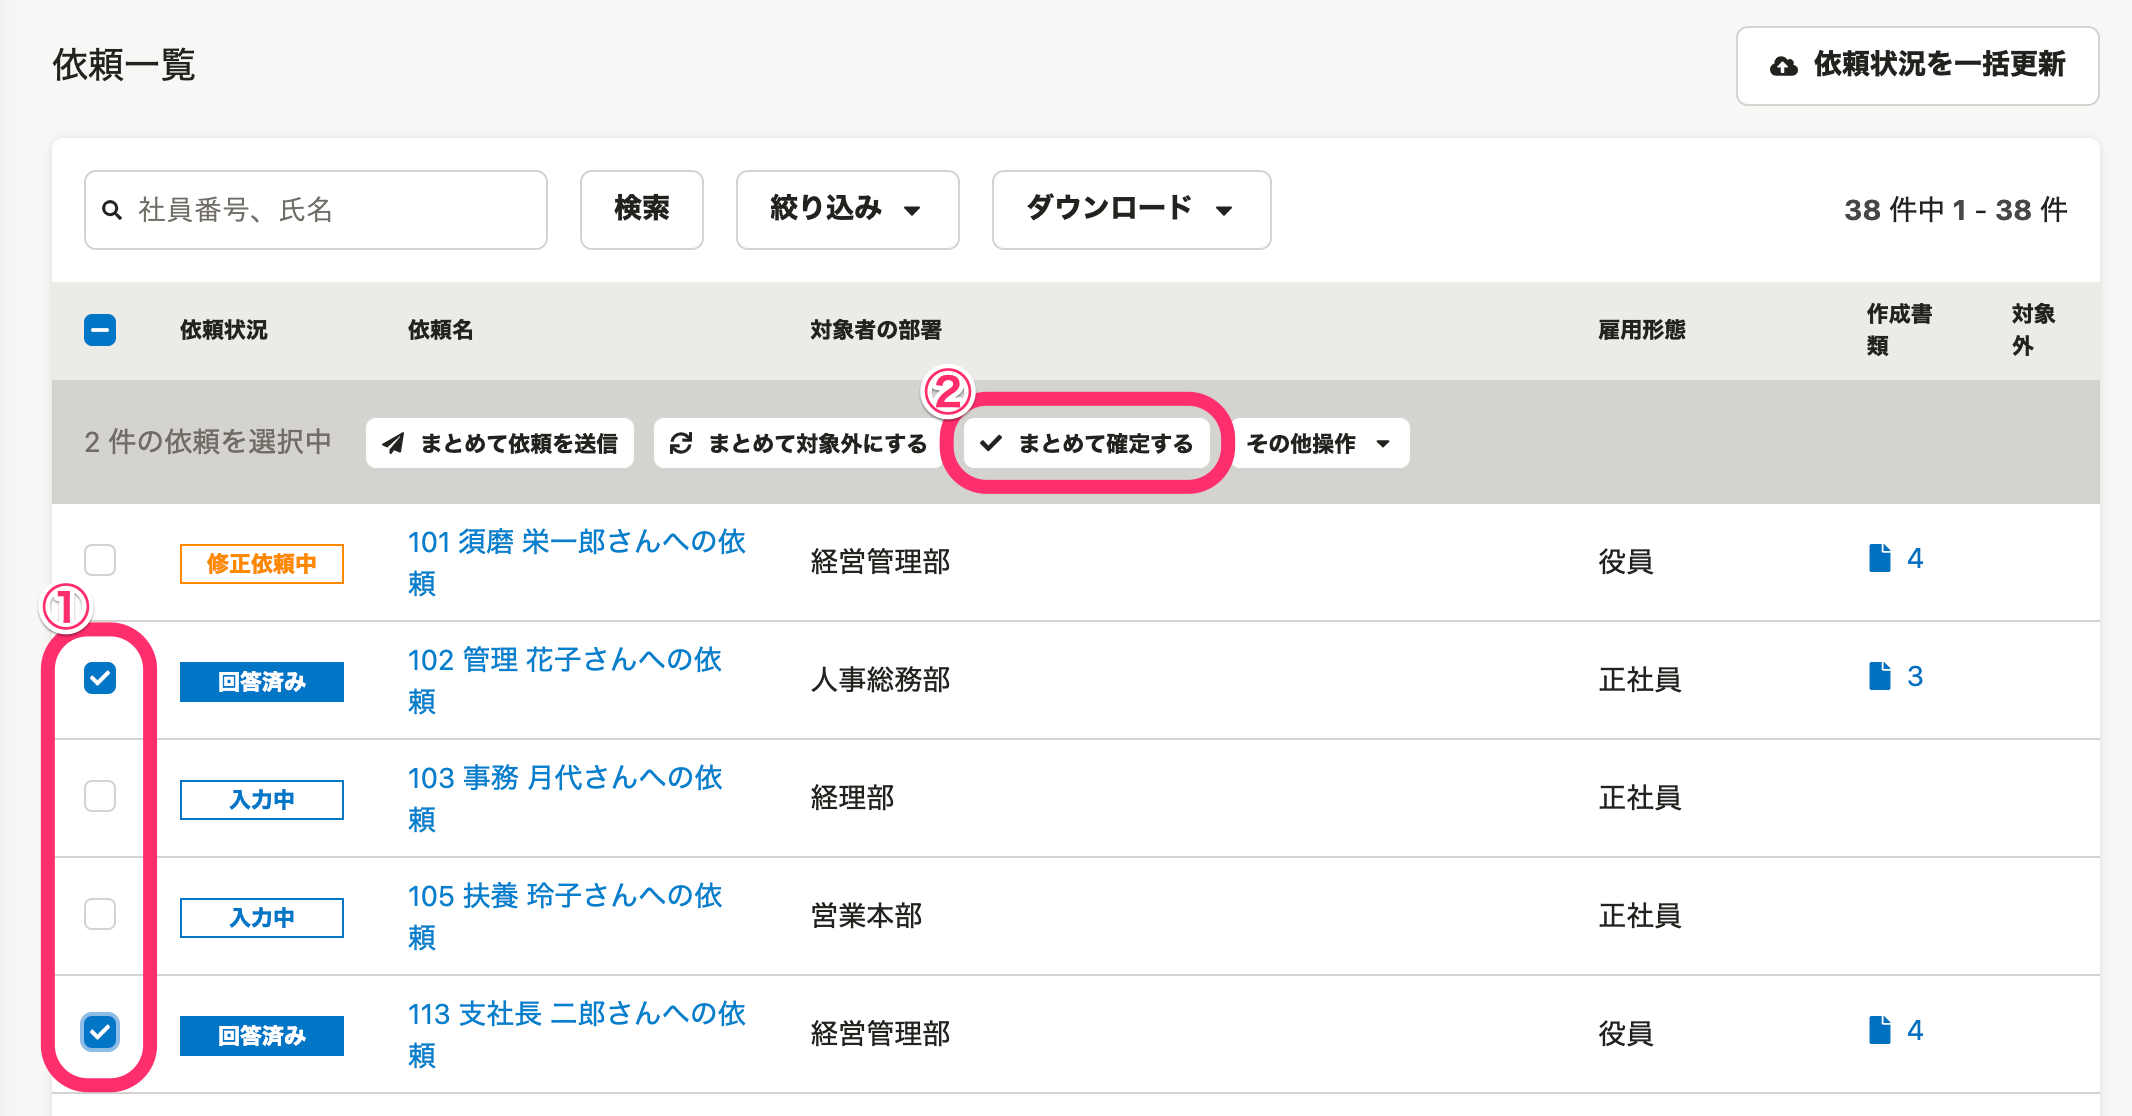 依頼一覧
依頼状況を一括更新
社員番号、氏名
検索
絞り込み
ダウンロード
38 件中 1 - 38 件
依頼状況
依頼名
対象者の部署
雇用形態
作成書
類
対象
外
②
2 件の依頼を選択中
まとめて依頼を送信
まとめて対象外にする
まとめて確定する
その他操作
修正依頼中
101 須磨 栄一郎さんへの依
頼
経営管理部
役員
4
①
回答済み
102 管理 花子さんへの依
頼
人事総務部
正社員
3
入力中
103 事務 月代さんへの依
頼
経理部
正社員
入力中
105 扶養 玲子さんへの依
頼
営業本部
正社員
回答済み
113 支社長 二郎さんへの依
頼
経営管理部
役員
4